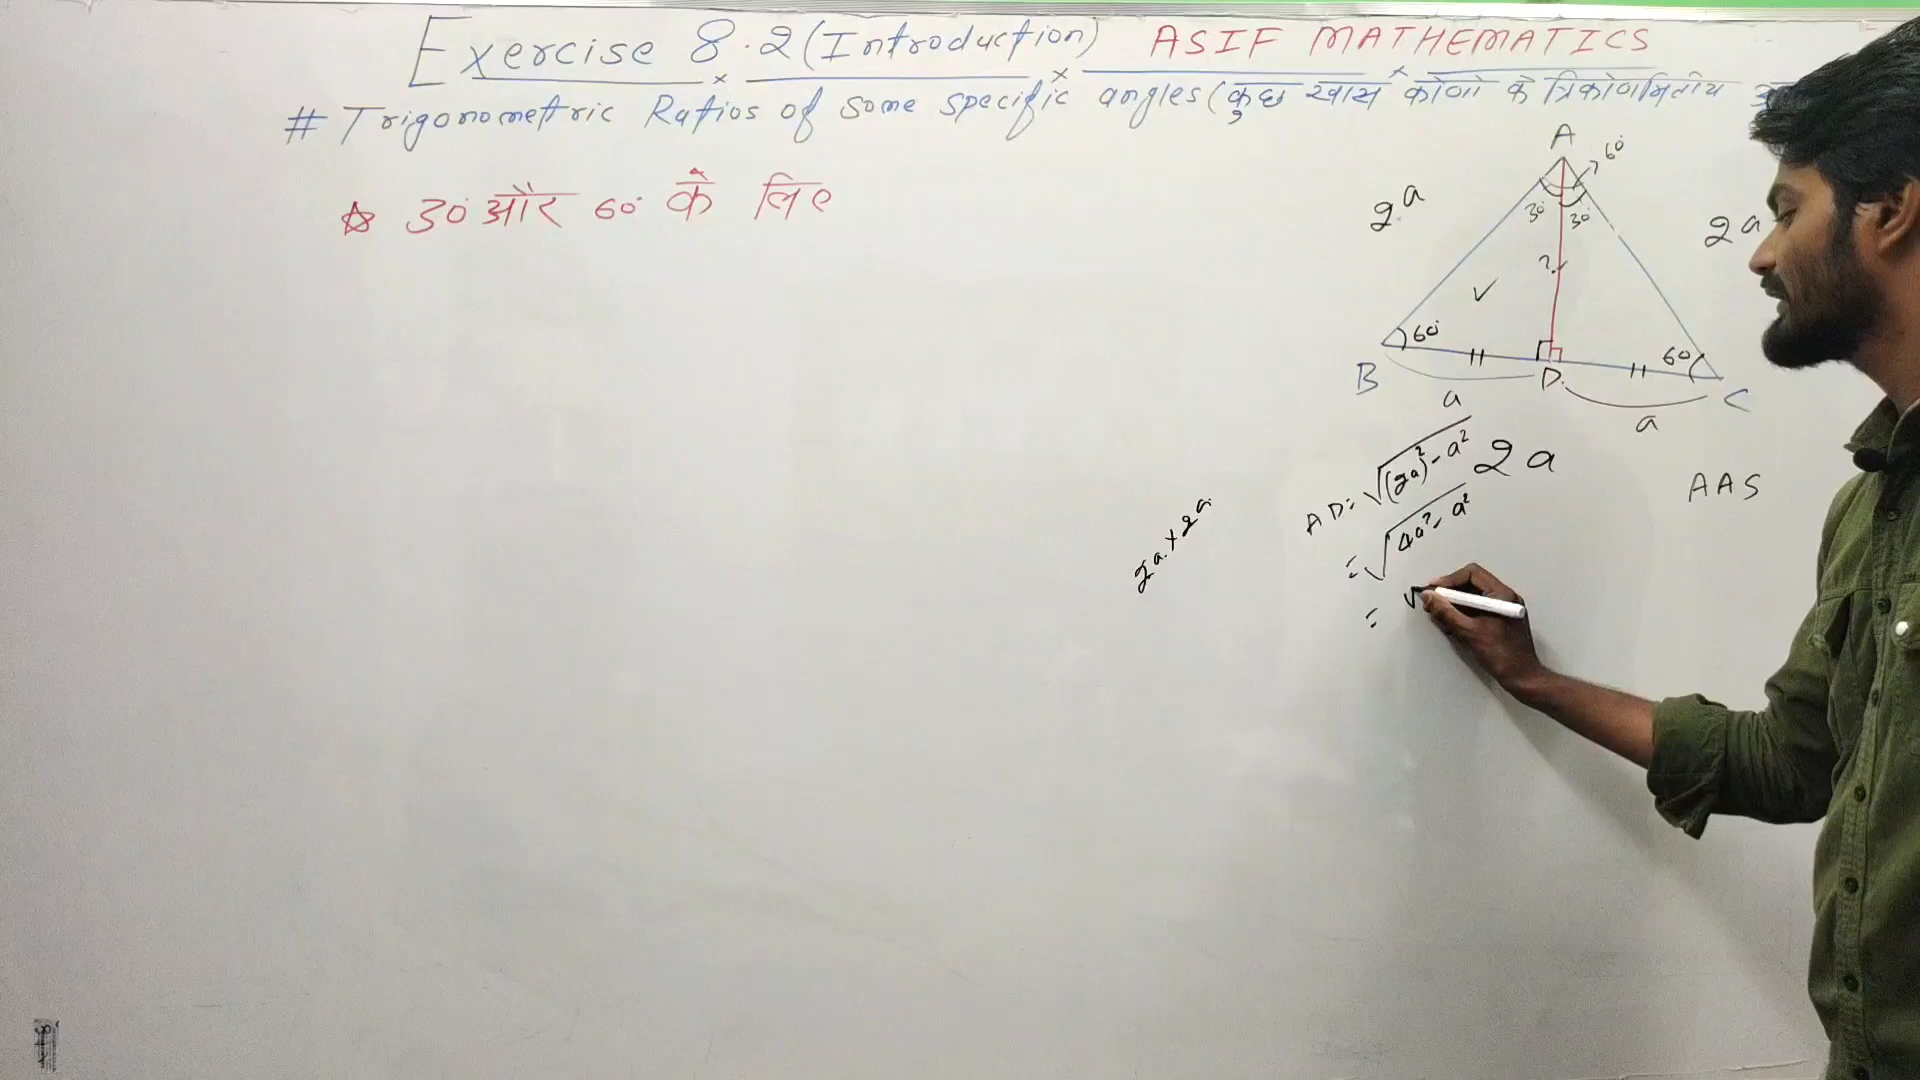 Exercise 8.2 (Introduction) ASIF MATHEMATICS
# Trigonometric Ratios of some specific angles (कुछ खास कोणों के त्रिकोणमितीय
☆ 30° और 60° के लिए
A
60°
2a
2a
30° 30°
?
✓
60°
60°
B
D
C
a
a
2a
AD = √(2a)² - a²
= √4a² - a²
=
2a × 2a
AAS